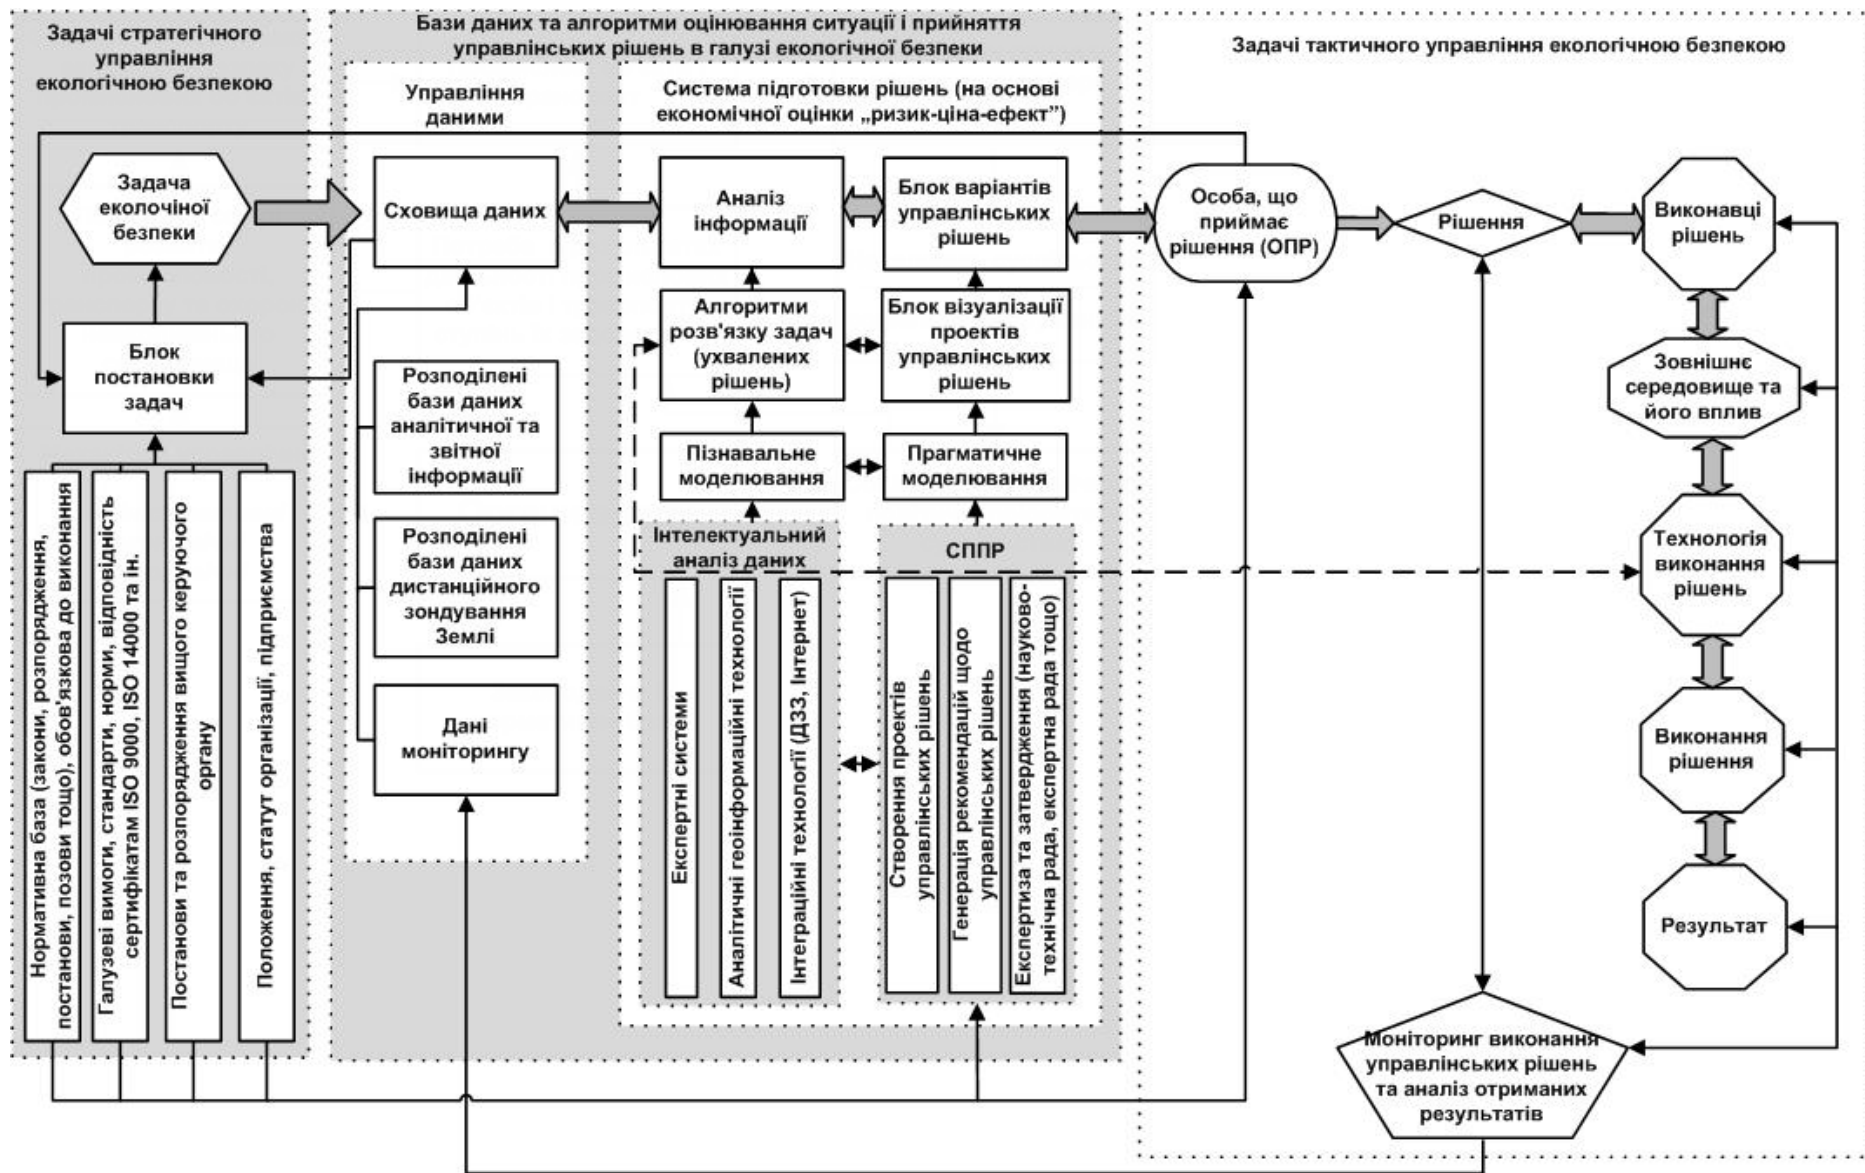 Задачі стратегічного
управління
екологічною безпекою
Задача
еколочіної
безпеки
Блок
постановки
задач
Нормативна база (закони, розпорядження,
постанови, позови тощо), обов'язкова до виконання
Галузеві вимоги, стандарти, норми, відповідність
сертифікатам ISO 9000, ISO 14000 та ін.
Постанови та розпорядження вищого керуючого
органу
Положення, статут організації, підприємства
Бази даних та алгоритми оцінювання ситуації і прийняття
управлінських рішень в галузі екологічної безпеки
Управління
даними
Сховища даних
Розподілені
бази даних
аналітичної та
звітної
інформації
Розподілені
бази даних
дистанційного
зондування
Землі
Дані
моніторингу
Система підготовки рішень (на основі
економічної оцінки „ризик-ціна-ефект”)
Аналіз
інформації
Блок варіантів
управлінських
рішень
Алгоритми
розв'язку задач
(ухвалених
рішень)
Блок візуалізації
проектів
управлінських
рішень
Пізнавальне
моделювання
Прагматичне
моделювання
Інтелектуальний
аналіз даних
Експертні системи
Аналітичні геоінформаційні технології
Інтеграційні технології (ДЗЗ, Інтернет)
СППР
Створення проектів
управлінських рішень
Генерація рекомендацій щодо
управлінських рішень
Експертиза та затвердження (науково-
технічна рада, експертна рада тощо)
Задачі тактичного управління екологічною безпекою
Особа, що
приймає
рішення (ОПР)
Рішення
Виконавці
рішень
Зовнішнє
середовище та
його вплив
Технологія
виконання
рішень
Виконання
рішення
Результат
Моніторинг виконання
управлінських рішень
та аналіз отриманих
результатів